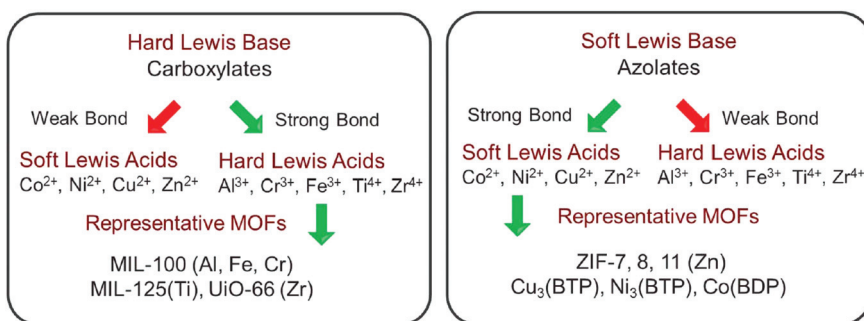 Hard Lewis Base
Carboxylates
Weak Bond
Strong Bond
Soft Lewis Acids
Hard Lewis Acids
Co²⁺, Ni²⁺, Cu²⁺, Zn²⁺
Al³⁺, Cr³⁺, Fe³⁺, Ti⁴⁺, Zr⁴⁺
Representative MOFs
MIL-100 (Al, Fe, Cr)
MIL-125(Ti), UiO-66 (Zr)
Soft Lewis Base
Azolates
Strong Bond
Weak Bond
Soft Lewis Acids
Hard Lewis Acids
Co²⁺, Ni²⁺, Cu²⁺, Zn²⁺
Al³⁺, Cr³⁺, Fe³⁺, Ti⁴⁺, Zr⁴⁺
Representative MOFs
ZIF-7, 8, 11 (Zn)
Cu₃(BTP), Ni₃(BTP), Co(BDP)